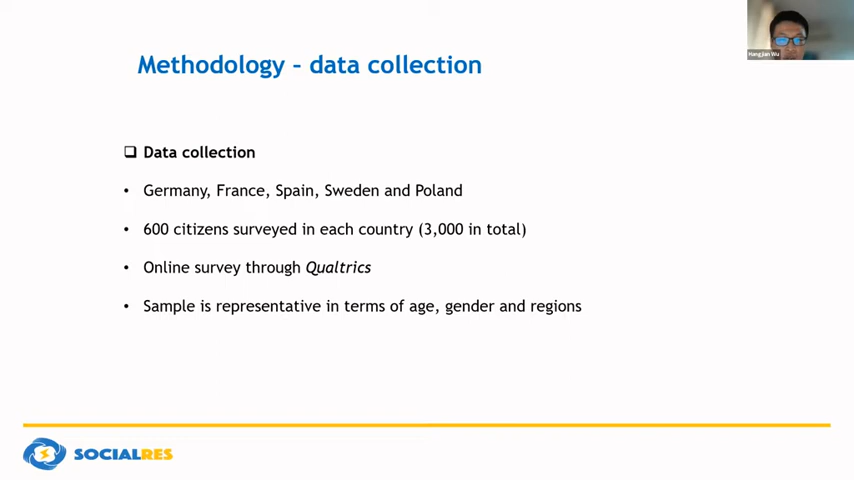 Hangjian Wu
Methodology – data collection
Data collection
Germany, France, Spain, Sweden and Poland
600 citizens surveyed in each country (3,000 in total)
Online survey through Qualtrics
Sample is representative in terms of age, gender and regions
SOCIALRES